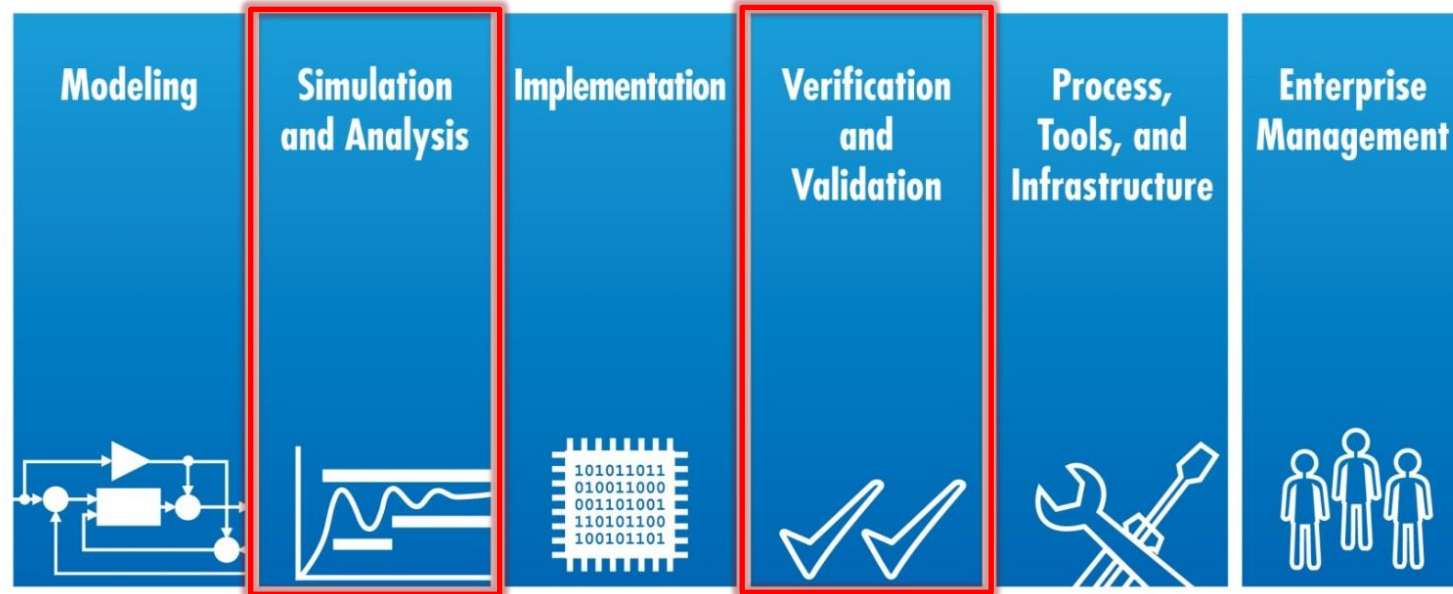 Modeling
Simulation
and Analysis
Implementation
Verification
and
Validation
Process,
Tools, and
Infrastructure
Enterprise
Management
101011011
010011000
001101001
110101100
100101101